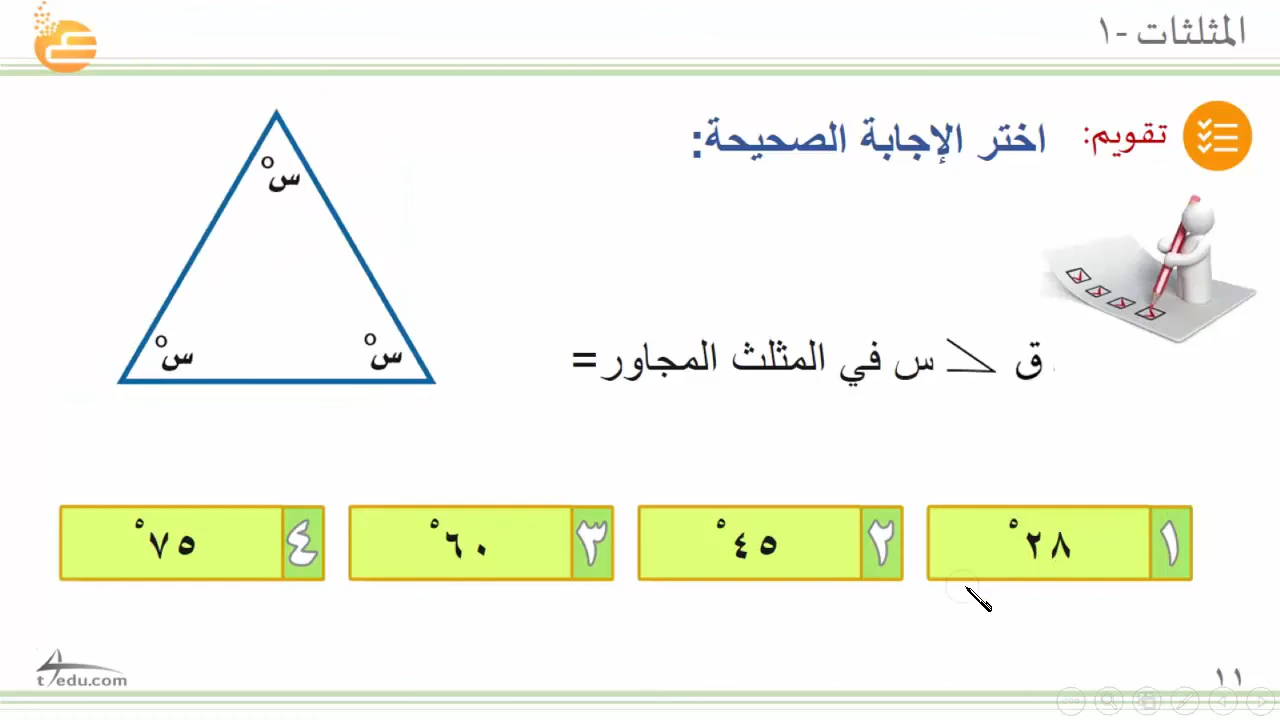 المثلثات -١
تقويم: اختر الإجابة الصحيحة:
س°
س° س°
ق ∠ س في المثلث المجاور =
١ ٢٨° ٢ ٤٥° ٣ ٦٠° ٤ ٧٥°
t4edu.com
١١